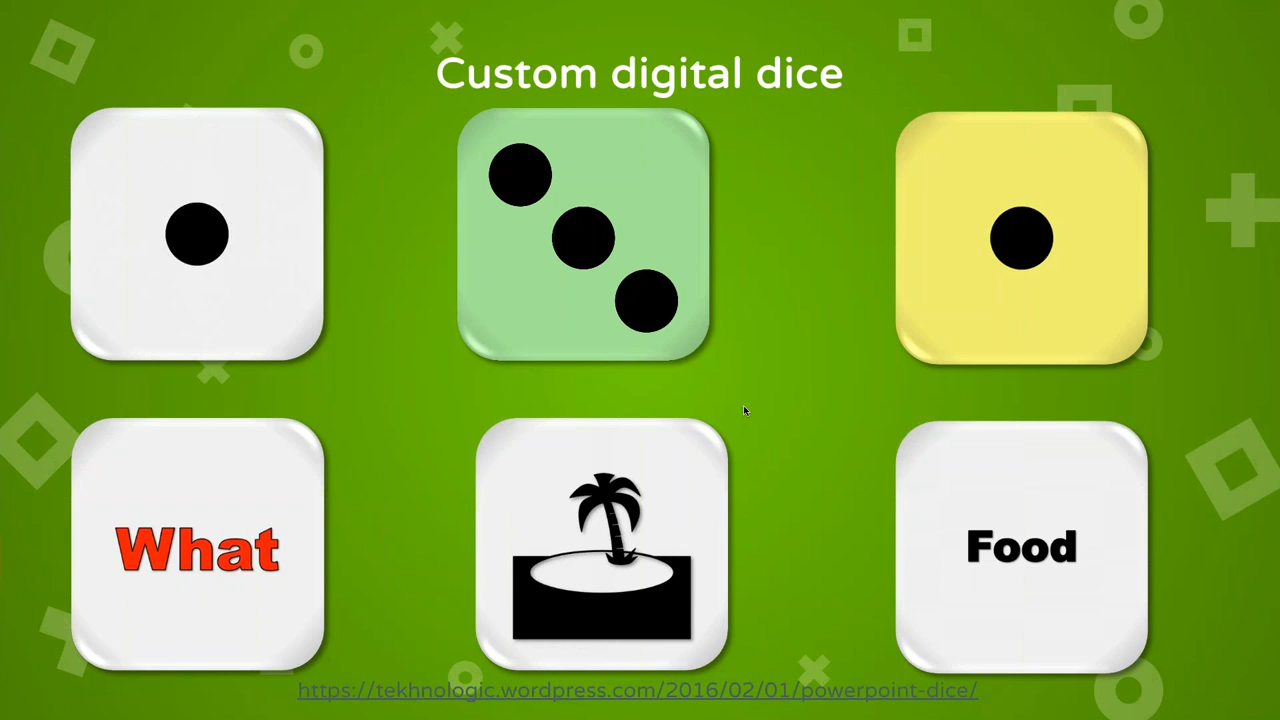 Custom digital dice
What
Food
https://tekhnologic.wordpress.com/2016/02/01/powerpoint-dice/